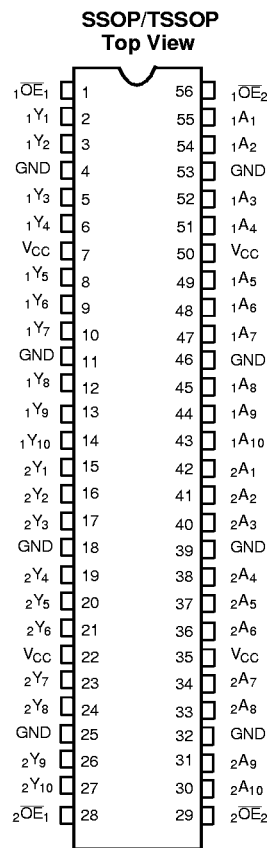 SSOP/TSSOP
Top View
1OE1 1 56 1OE2
1Y1 2 55 1A1
1Y2 3 54 1A2
GND 4 53 GND
1Y3 5 52 1A3
1Y4 6 51 1A4
VCC 7 50 VCC
1Y5 8 49 1A5
1Y6 9 48 1A6
1Y7 10 47 1A7
GND 11 46 GND
1Y8 12 45 1A8
1Y9 13 44 1A9
1Y10 14 43 1A10
2Y1 15 42 2A1
2Y2 16 41 2A2
2Y3 17 40 2A3
GND 18 39 GND
2Y4 19 38 2A4
2Y5 20 37 2A5
2Y6 21 36 2A6
VCC 22 35 VCC
2Y7 23 34 2A7
2Y8 24 33 2A8
GND 25 32 GND
2Y9 26 31 2A9
2Y10 27 30 2A10
2OE1 28 29 2OE2